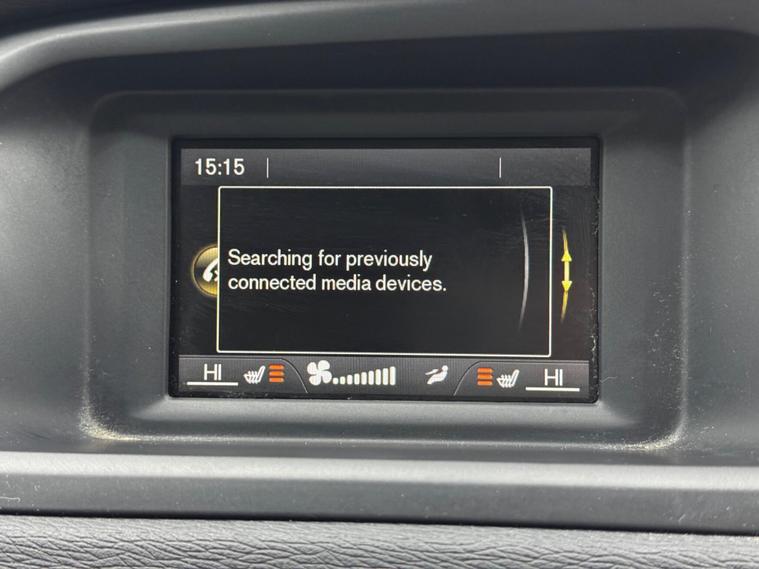 15:15
Searching for previously
connected media devices.
HI HI